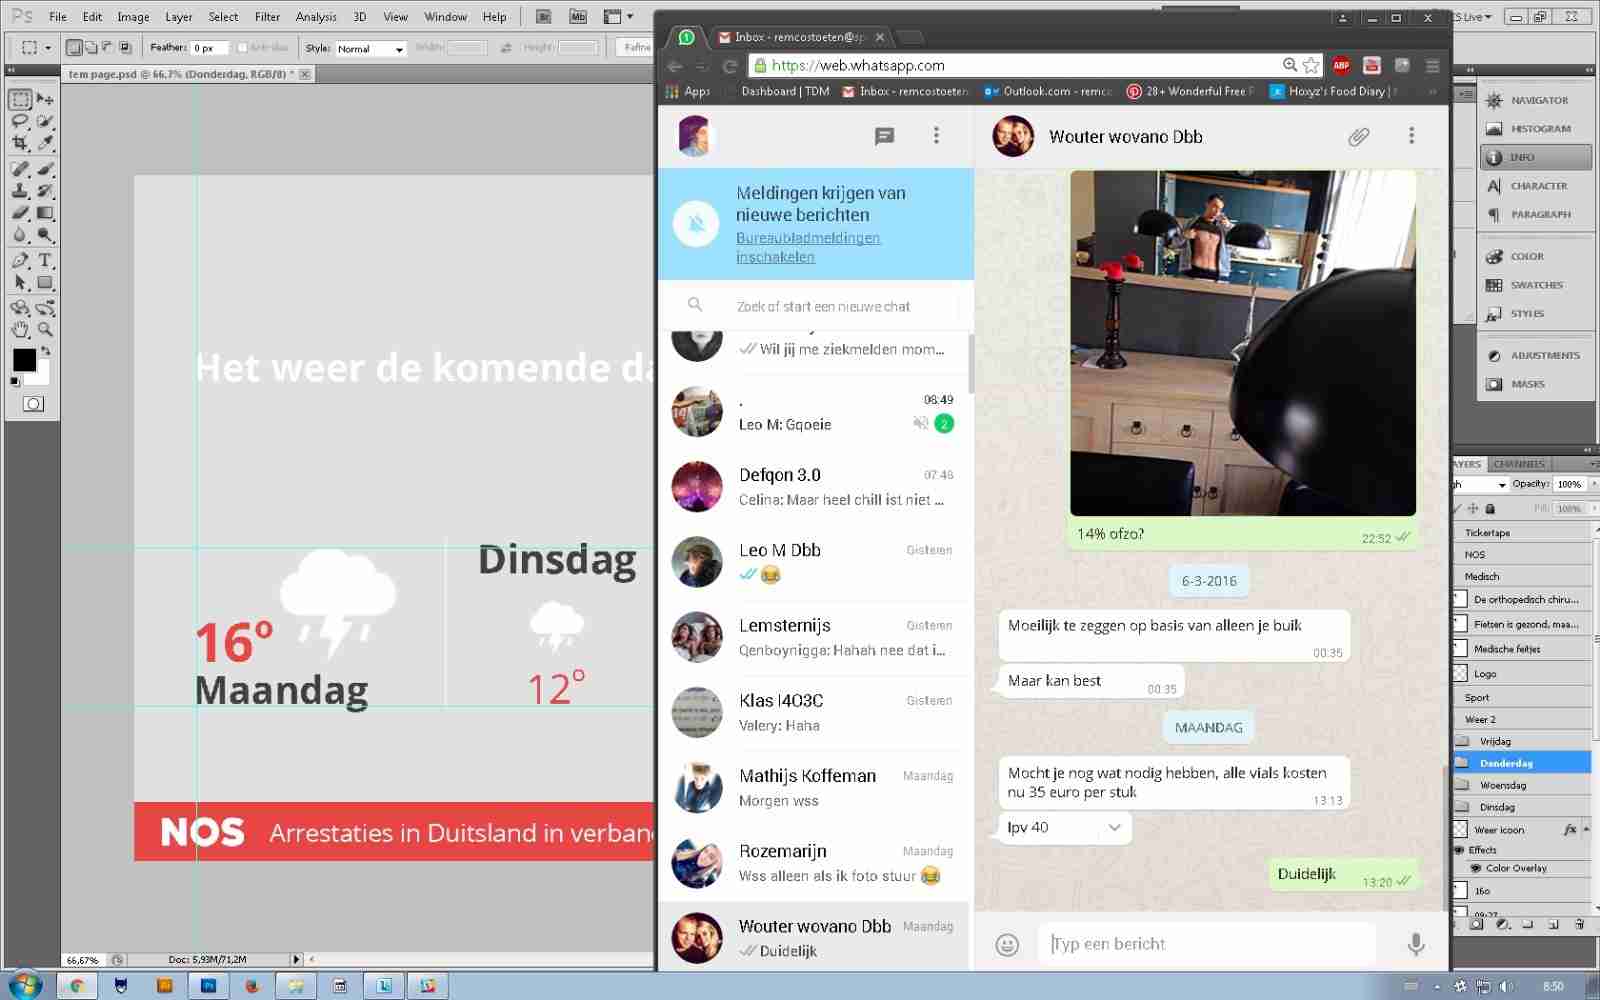 Ps File Edit Image Layer Select Filter Analysis 3D View Window Help Br Mb
CS Live
Feather: 0 px Anti-alias Style: Normal Width: Height: Refine
tem page.psd @ 66,7% (Donderdag, RGB/8) *
Het weer de komende da
Dinsdag
16°
Maandag
12°
NOS Arrestaties in Duitsland in verband
66,67% Doc: 5,93M/71,2M
Inbox - remcostoeten@sp
https://web.whatsapp.com
ABP
Apps Dashboard | TDM Inbox - remcostoeten Outlook.com - remco 28+ Wonderful Free F Hoxyz's Food Diary |
Meldingen krijgen van
nieuwe berichten
Bureaubladmeldingen
inschakelen
Zoek of start een nieuwe chat
Wil jij me ziekmelden mom...
. 08:49
Leo M: Gqoeie 2
Defqon 3.0 07:48
Celina: Maar heel chill ist niet ...
Leo M Dbb Gisteren
😂
Lemsternijs Gisteren
Qenboynigga: Hahah nee dat i...
Klas I4O3C Gisteren
Valery: Haha
Mathijs Koffeman Maandag
Morgen wss
Rozemarijn Maandag
Wss alleen als ik foto stuur 😂
Wouter wovano Dbb Maandag
Duidelijk
Wouter wovano Dbb
14% ofzo?
22:52
6-3-2016
Moeilijk te zeggen op basis van alleen je buik
00:35
Maar kan best 00:35
MAANDAG
Mocht je nog wat nodig hebben, alle vials kosten
nu 35 euro per stuk
13:13
Ipv 40
Duidelijk 13:20
Typ een bericht
NAVIGATOR
HISTOGRAM
INFO
CHARACTER
PARAGRAPH
COLOR
SWATCHES
STYLES
ADJUSTMENTS
MASKS
AYERS CHANNELS
gh Opacity: 100%
Fill: 100%
Tickertape
NOS
Medisch
De orthopedisch chiru...
Fietsen is gezond, maa...
Medische feitjes
Logo
Sport
Weer 2
Vrijdag
Donderdag
Woensdag
Dinsdag
Weer icoon fx
Effects
Color Overlay
16o
09:27
8:50